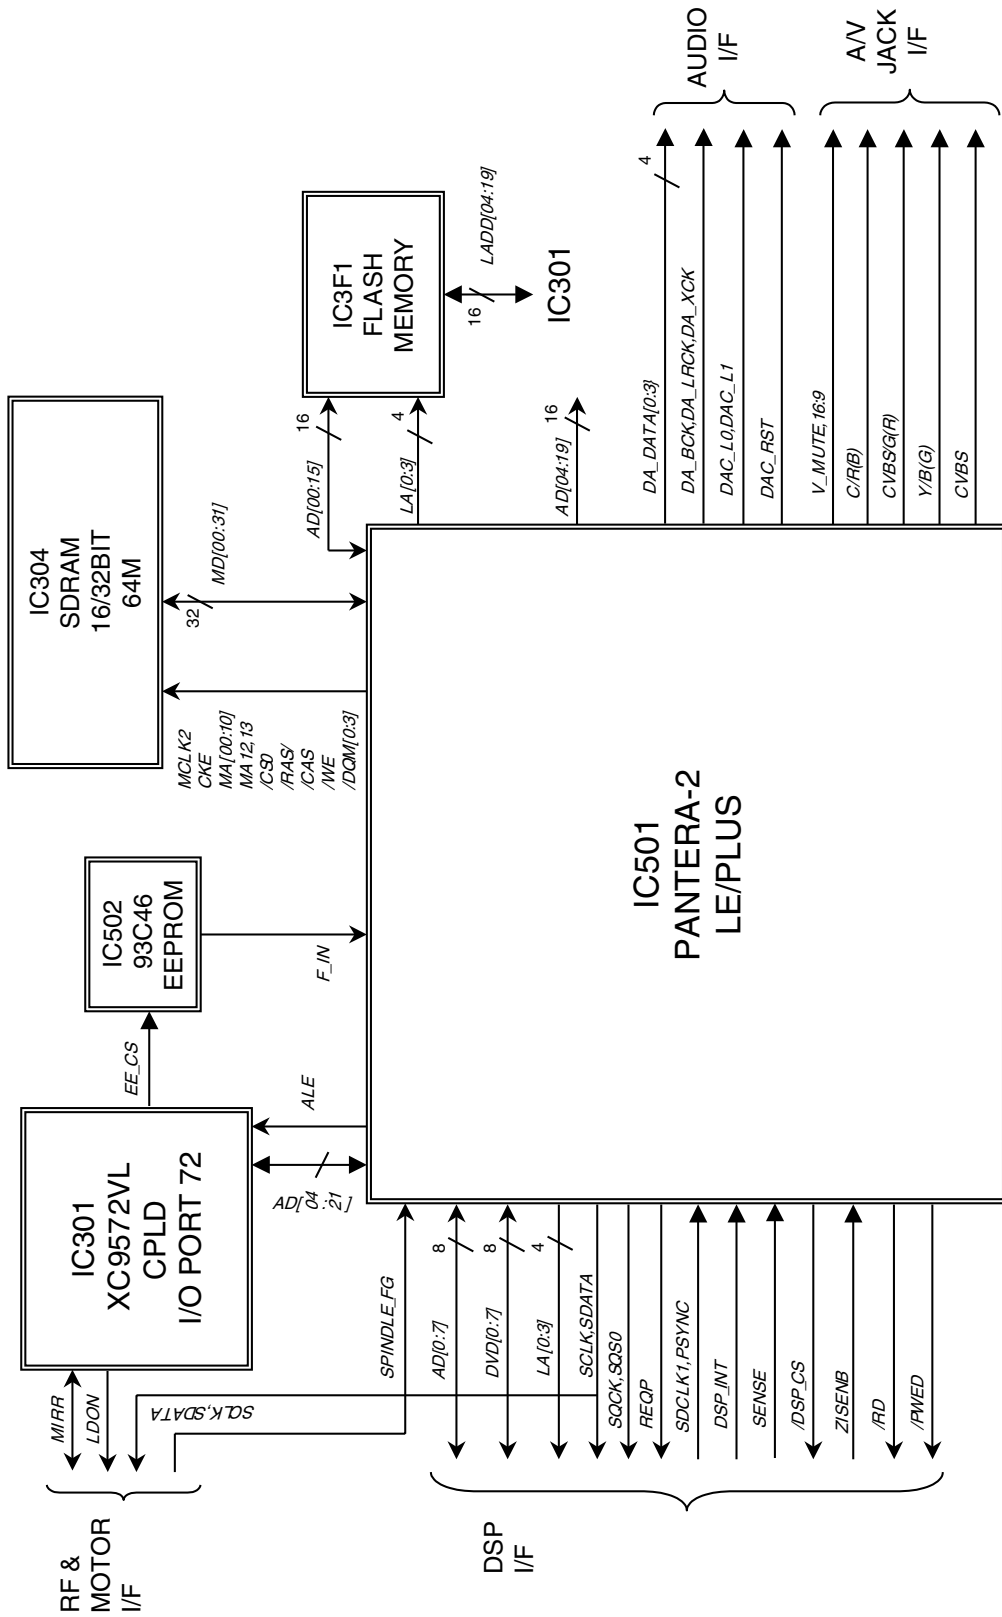 RF &
MOTOR
I/F
MIRR
LDON
SCLK,SDATA
IC301
XC9572VL
CPLD
I/O PORT 72
EE_CS
IC502
93C46
EEPROM
F_IN
ALE
AD[04:21]
IC304
SDRAM
16/32BIT
64M
MCLK2
CKE
MA[00:10]
MA12,13
/CS0
/RAS/
/CAS
/WE
/DQM[0:3]
32
MD[00:31]
IC3F1
FLASH
MEMORY
AD[00:15]
16
LA[0:3]
4
16
LADD[04:19]
IC301
AD[04:19]
16
DSP
I/F
SPINDLE_FG
AD[0:7]
8
DVD[0:7]
8
LA[0:3]
4
SCLK,SDATA
SQCK,SQS0
REQP
SDCLK1,PSYNC
DSP_INT
SENSE
/DSP_CS
ZISENB
/RD
/PWED
IC501
PANTERA-2
LE/PLUS
DA_DATA[0:3}
4
DA_BCK,DA_LRCK,DA_XCK
DAC_L0,DAC_L1
DAC_RST
AUDIO
I/F
V_MUTE,16:9
C/R(B)
CVBS/G(R)
Y/B(G)
CVBS
A/V
JACK
I/F